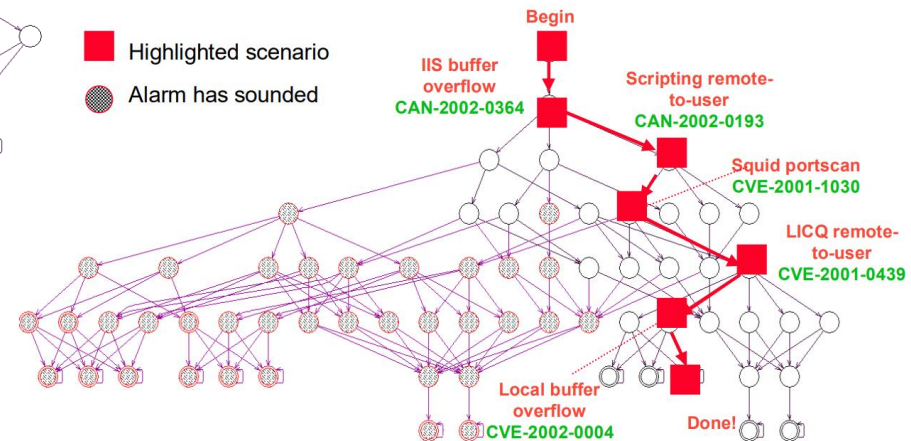 Begin
Highlighted scenario
IIS buffer
overflow
CAN-2002-0364
Scripting remote-
to-user
CAN-2002-0193
Alarm has sounded
Squid portscan
CVE-2001-1030
LICQ remote-
to-user
CVE-2001-0439
Local buffer
overflow
CVE-2002-0004
Done!